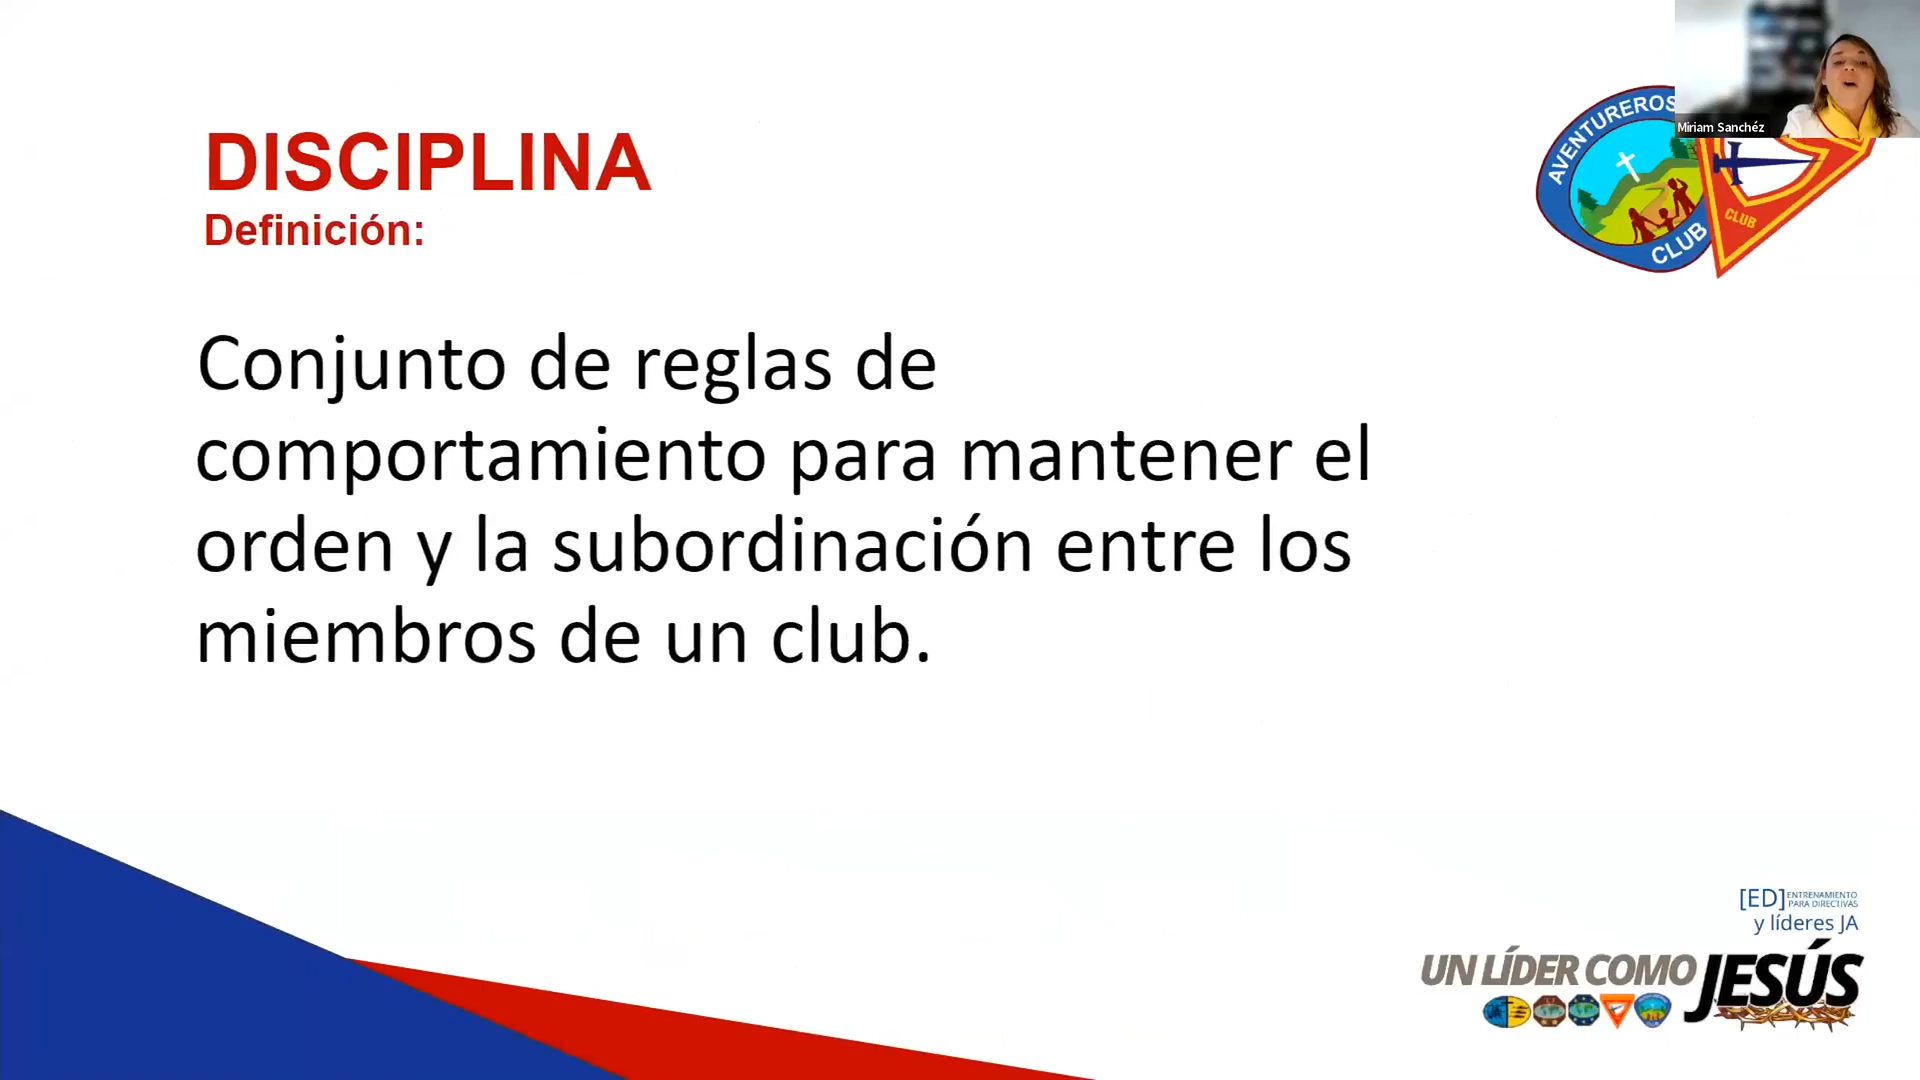 DISCIPLINA
Definición:
Conjunto de reglas de
comportamiento para mantener el
orden y la subordinación entre los
miembros de un club.
AVENTUREROS
CLUB
CLUB
Miriam Sanchéz
[ED] ENTRENAMIENTO
PARA DIRECTIVAS
y líderes JA
UN LÍDER COMO JESÚS